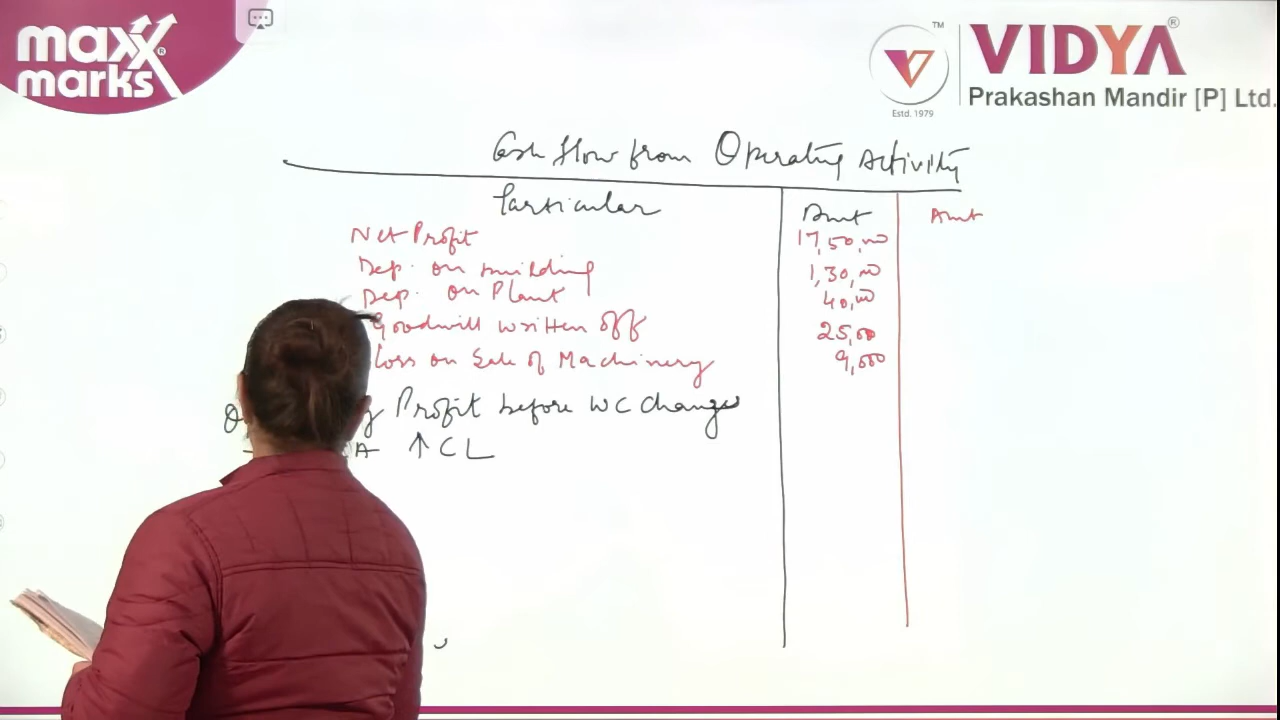 maxx
marks
VIDYA
Prakashan Mandir [P] Ltd.
Estd. 1979
Cash flow from Operating Activity
Particular Amt Amt
Net Profit 17,50,000
Dep. on building 1,30,000
Dep. on Plant 40,000
Goodwill written off 25,000
Loss on Sale of Machinery 9,000
Profit before WC changes
A ↑ CL